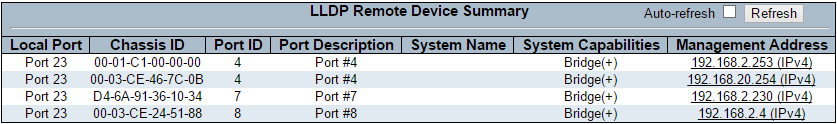 LLDP Remote Device Summary
Auto-refresh Refresh
Local Port Chassis ID Port ID Port Description System Name System Capabilities Management Address
Port 23 00-01-C1-00-00-00 4 Port #4 Bridge(+) 192.168.2.253 (IPv4)
Port 23 00-03-CE-46-7C-0B 4 Port #4 Bridge(+) 192.168.20.254 (IPv4)
Port 23 D4-6A-91-36-10-34 7 Port #7 Bridge(+) 192.168.2.230 (IPv4)
Port 23 00-03-CE-24-51-88 8 Port #8 Bridge(+) 192.168.2.4 (IPv4)